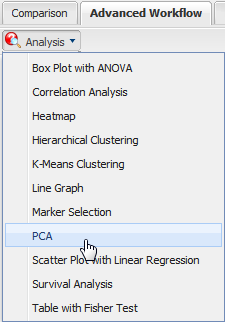 Comparison
Advanced Workflow
Analysis
Box Plot with ANOVA
Correlation Analysis
Heatmap
Hierarchical Clustering
K-Means Clustering
Line Graph
Marker Selection
PCA
Scatter Plot with Linear Regression
Survival Analysis
Table with Fisher Test